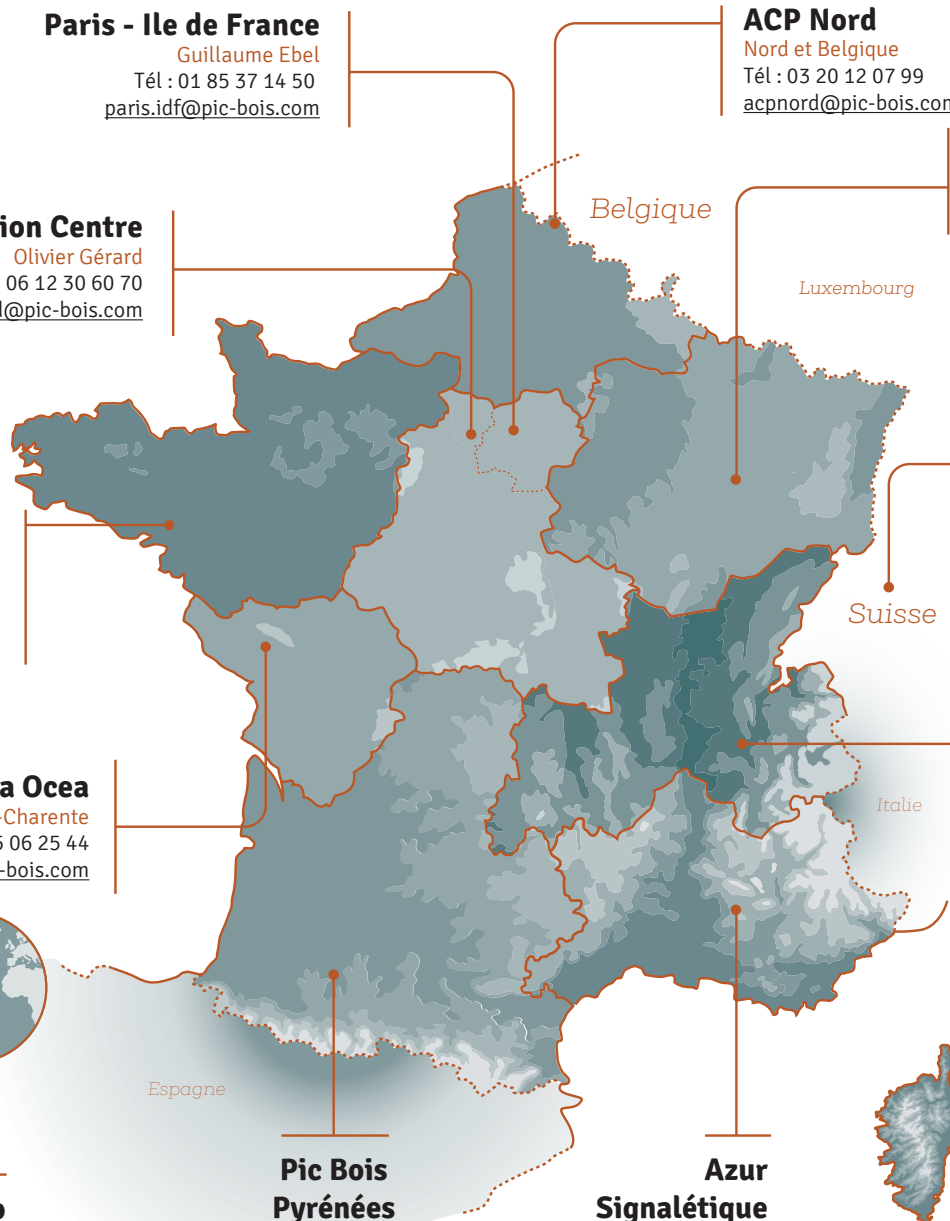 Paris - Ile de France
Guillaume Ebel
Tél : 01 85 37 14 50
paris.idf@pic-bois.com
ACP Nord
Nord et Belgique
Tél : 03 20 12 07 99
acpnord@pic-bois.com
Belgique
ion Centre
Olivier Gérard
06 12 30 60 70
l@pic-bois.com
Luxembourg
Suisse
a Ocea
-Charente
06 25 44
-bois.com
Italie
Espagne
Pic Bois
Pyrénées
Azur
Signalétique